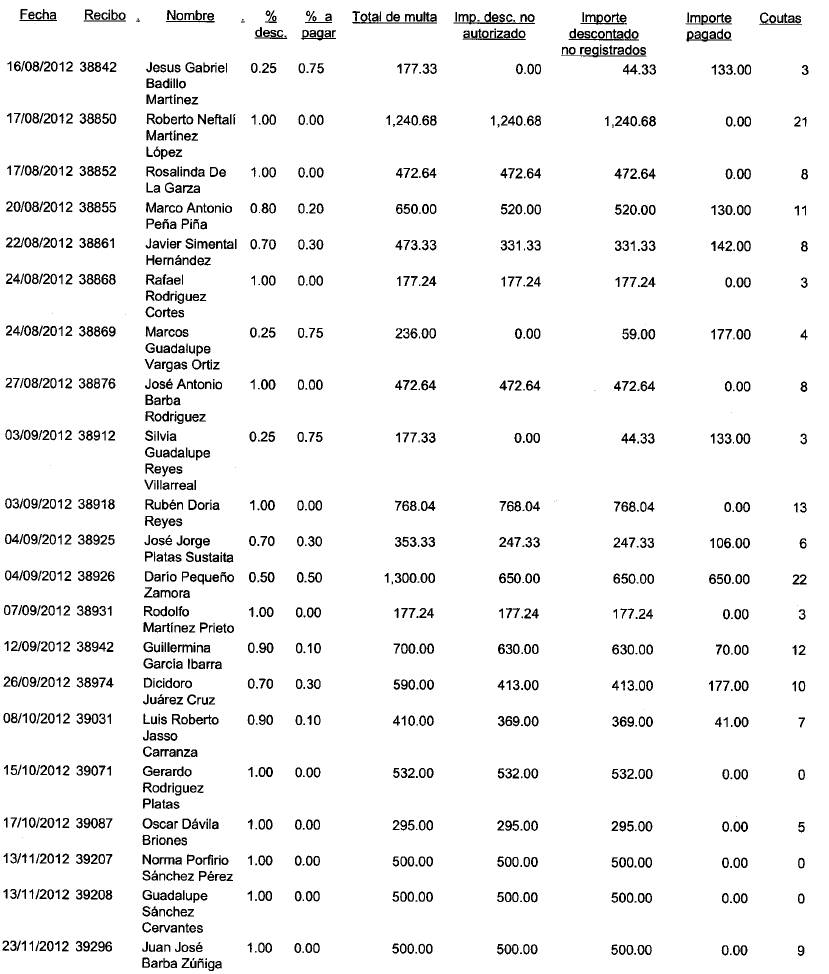 Fecha Recibo . Nombre . % % a Total de multa Imp. desc. no Importe Importe Coutas
desc. pagar autorizado descontado pagado
no registrados
16/08/2012 38842 Jesus Gabriel 0.25 0.75 177.33 0.00 44.33 133.00 3
Badillo
Martínez
17/08/2012 38850 Roberto Neftalí 1.00 0.00 1,240.68 1,240.68 1,240.68 0.00 21
Martínez
López
17/08/2012 38852 Rosalinda De 1.00 0.00 472.64 472.64 472.64 0.00 8
La Garza
20/08/2012 38855 Marco Antonio 0.80 0.20 650.00 520.00 520.00 130.00 11
Peña Piña
22/08/2012 38861 Javier Simental 0.70 0.30 473.33 331.33 331.33 142.00 8
Hernández
24/08/2012 38868 Rafael 1.00 0.00 177.24 177.24 177.24 0.00 3
Rodriguez
Cortes
24/08/2012 38869 Marcos 0.25 0.75 236.00 0.00 59.00 177.00 4
Guadalupe
Vargas Ortiz
27/08/2012 38876 José Antonio 1.00 0.00 472.64 472.64 472.64 0.00 8
Barba
Rodriguez
03/09/2012 38912 Silvia 0.25 0.75 177.33 0.00 44.33 133.00 3
Guadalupe
Reyes
Villarreal
03/09/2012 38918 Rubén Doria 1.00 0.00 768.04 768.04 768.04 0.00 13
Reyes
04/09/2012 38925 José Jorge 0.70 0.30 353.33 247.33 247.33 106.00 6
Platas Sustaita
04/09/2012 38926 Darío Pequeño 0.50 0.50 1,300.00 650.00 650.00 650.00 22
Zamora
07/09/2012 38931 Rodolfo 1.00 0.00 177.24 177.24 177.24 0.00 3
Martínez Prieto
12/09/2012 38942 Guillermina 0.90 0.10 700.00 630.00 630.00 70.00 12
García Ibarra
26/09/2012 38974 Dicidoro 0.70 0.30 590.00 413.00 413.00 177.00 10
Juárez Cruz
08/10/2012 39031 Luis Roberto 0.90 0.10 410.00 369.00 369.00 41.00 7
Jasso
Carranza
15/10/2012 39071 Gerardo 1.00 0.00 532.00 532.00 532.00 0.00 0
Rodriguez
Platas
17/10/2012 39087 Oscar Dávila 1.00 0.00 295.00 295.00 295.00 0.00 5
Briones
13/11/2012 39207 Norma Porfirio 1.00 0.00 500.00 500.00 500.00 0.00 0
Sánchez Pérez
13/11/2012 39208 Guadalupe 1.00 0.00 500.00 500.00 500.00 0.00 0
Sánchez
Cervantes
23/11/2012 39296 Juan José 1.00 0.00 500.00 500.00 500.00 0.00 9
Barba Zúñiga